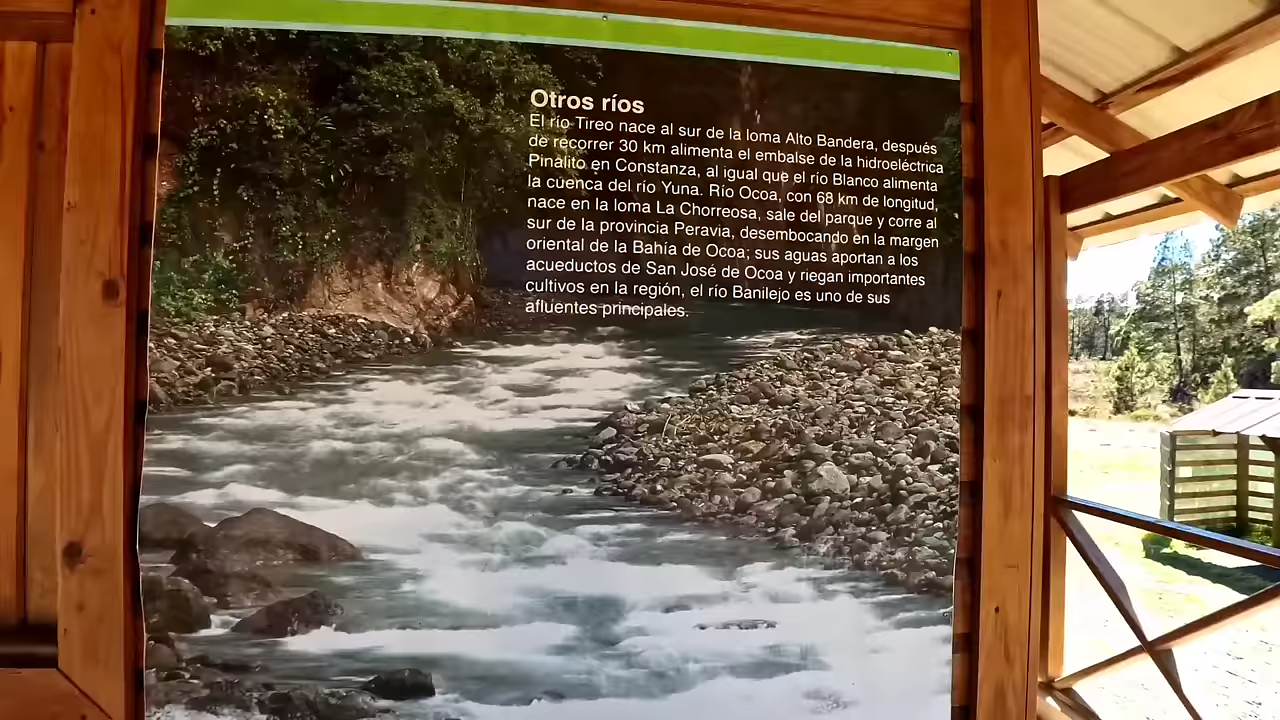 Otros ríos
El río Tireo nace al sur de la loma Alto Bandera, después
de recorrer 30 km alimenta el embalse de la hidroeléctrica
Pinalito en Constanza, al igual que el río Blanco alimenta
la cuenca del río Yuna. Río Ocoa, con 68 km de longitud,
nace en la loma La Chorreosa, sale del parque y corre al
sur de la provincia Peravia, desembocando en la margen
oriental de la Bahía de Ocoa; sus aguas aportan a los
acueductos de San José de Ocoa y riegan importantes
cultivos en la región, el río Banilejo es uno de sus
afluentes principales.